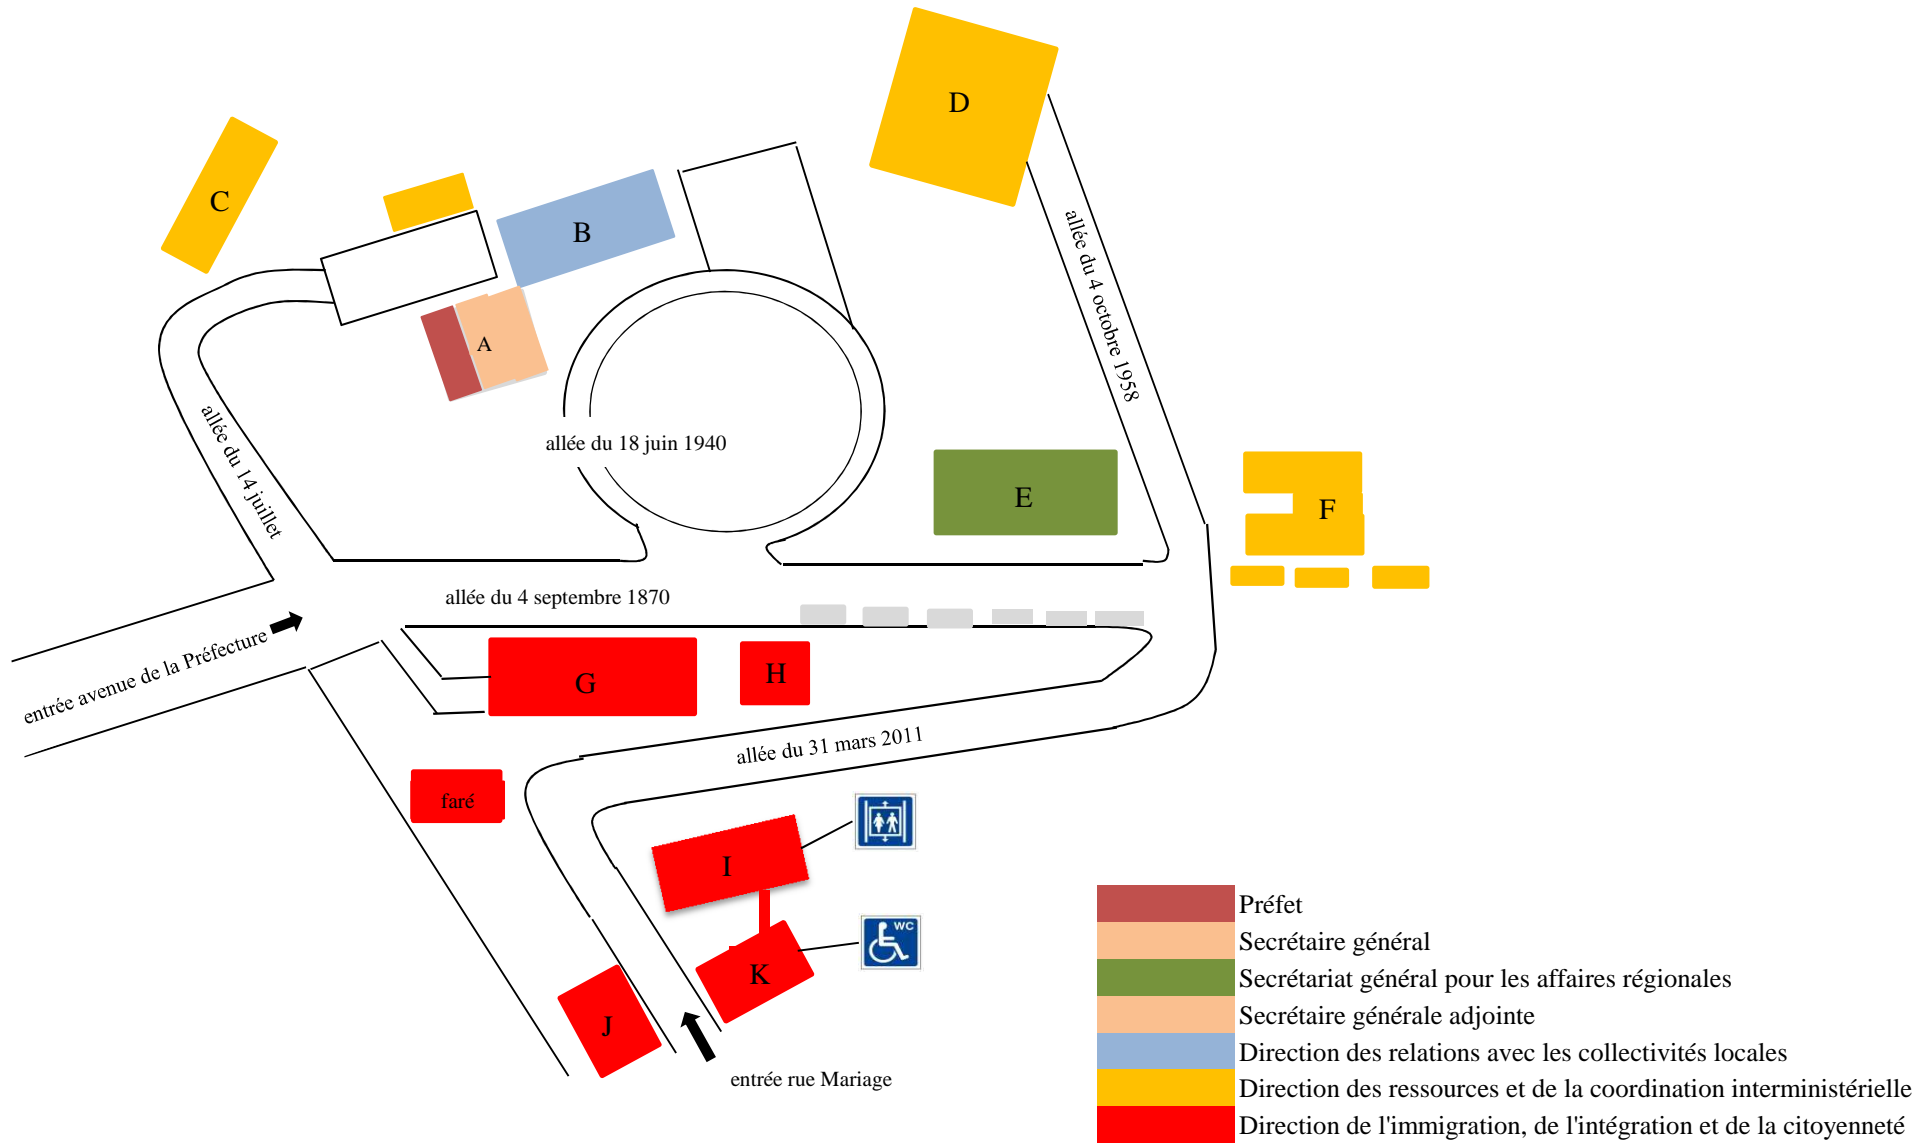 D
C
B
A
allée du 4 octobre 1958
allée du 14 juillet
allée du 18 juin 1940
E
F
allée du 4 septembre 1870
entrée avenue de la Préfecture
G
H
allée du 31 mars 2011
faré
I
WC
K
J
entrée rue Mariage
Préfet
Secrétaire général
Secrétariat général pour les affaires régionales
Secrétaire générale adjointe
Direction des relations avec les collectivités locales
Direction des ressources et de la coordination interministérielle
Direction de l'immigration, de l'intégration et de la citoyenneté